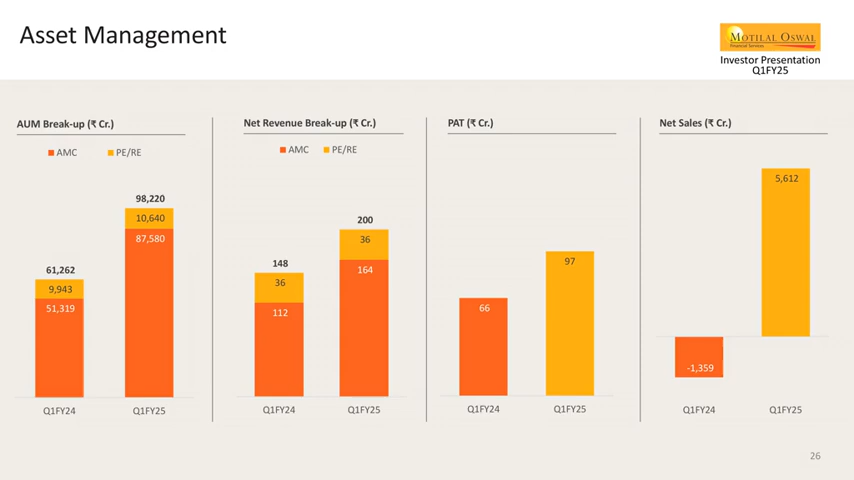 Asset Management
MOTILAL OSWAL
Financial Services
Investor Presentation
Q1FY25
AUM Break-up (₹ Cr.)
AMC PE/RE
98,220
10,640
87,580
61,262
9,943
51,319
Q1FY24 Q1FY25
Net Revenue Break-up (₹ Cr.)
AMC PE/RE
200
36
164
148
36
112
Q1FY24 Q1FY25
PAT (₹ Cr.)
97
66
Q1FY24 Q1FY25
Net Sales (₹ Cr.)
5,612
-1,359
Q1FY24 Q1FY25
26